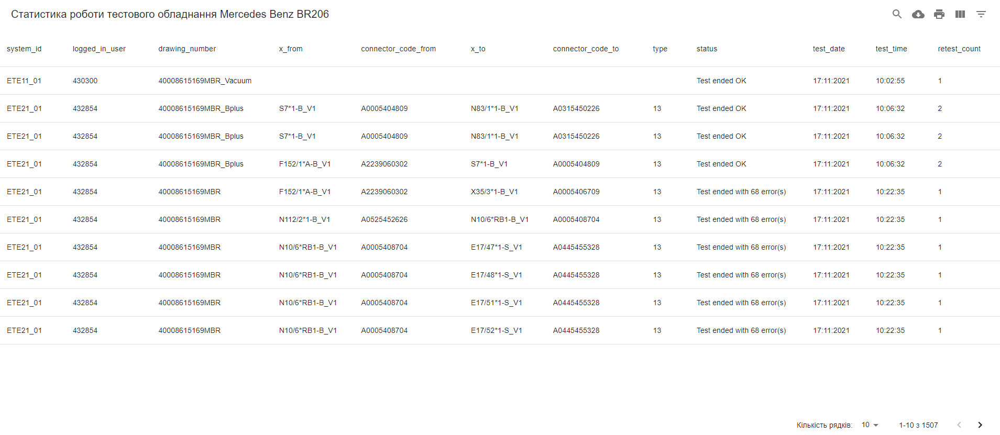 Статистика роботи тестового обладнання Mercedes Benz BR206
system_id logged_in_user drawing_number x_from connector_code_from x_to connector_code_to type status test_date test_time retest_count
ETE11_01 430300 40008615169MBR_Vacuum Test ended OK 17:11:2021 10:02:55 1
ETE21_01 432854 40008615169MBR_Bplus S7*1-B_V1 A0005404809 N83/1*1-B_V1 A0315450226 13 Test ended OK 17:11:2021 10:06:32 2
ETE21_01 432854 40008615169MBR_Bplus S7*1-B_V1 A0005404809 N83/1*1-B_V1 A0315450226 13 Test ended OK 17:11:2021 10:06:32 2
ETE21_01 432854 40008615169MBR_Bplus F152/1*A-B_V1 A2239060302 S7*1-B_V1 A0005404809 13 Test ended OK 17:11:2021 10:06:32 2
ETE21_01 432854 40008615169MBR F152/1*A-B_V1 A2239060302 X35/3*1-B_V1 A0005406709 13 Test ended with 68 error(s) 17:11:2021 10:22:35 1
ETE21_01 432854 40008615169MBR N112/2*1-B_V1 A0525452626 N10/6*RB1-B_V1 A0005408704 13 Test ended with 68 error(s) 17:11:2021 10:22:35 1
ETE21_01 432854 40008615169MBR N10/6*RB1-B_V1 A0005408704 E17/47*1-S_V1 A0445455328 13 Test ended with 68 error(s) 17:11:2021 10:22:35 1
ETE21_01 432854 40008615169MBR N10/6*RB1-B_V1 A0005408704 E17/48*1-S_V1 A0445455328 13 Test ended with 68 error(s) 17:11:2021 10:22:35 1
ETE21_01 432854 40008615169MBR N10/6*RB1-B_V1 A0005408704 E17/51*1-S_V1 A0445455328 13 Test ended with 68 error(s) 17:11:2021 10:22:35 1
ETE21_01 432854 40008615169MBR N10/6*RB1-B_V1 A0005408704 E17/52*1-S_V1 A0445455328 13 Test ended with 68 error(s) 17:11:2021 10:22:35 1
Кількість рядків: 10 1-10 з 1507